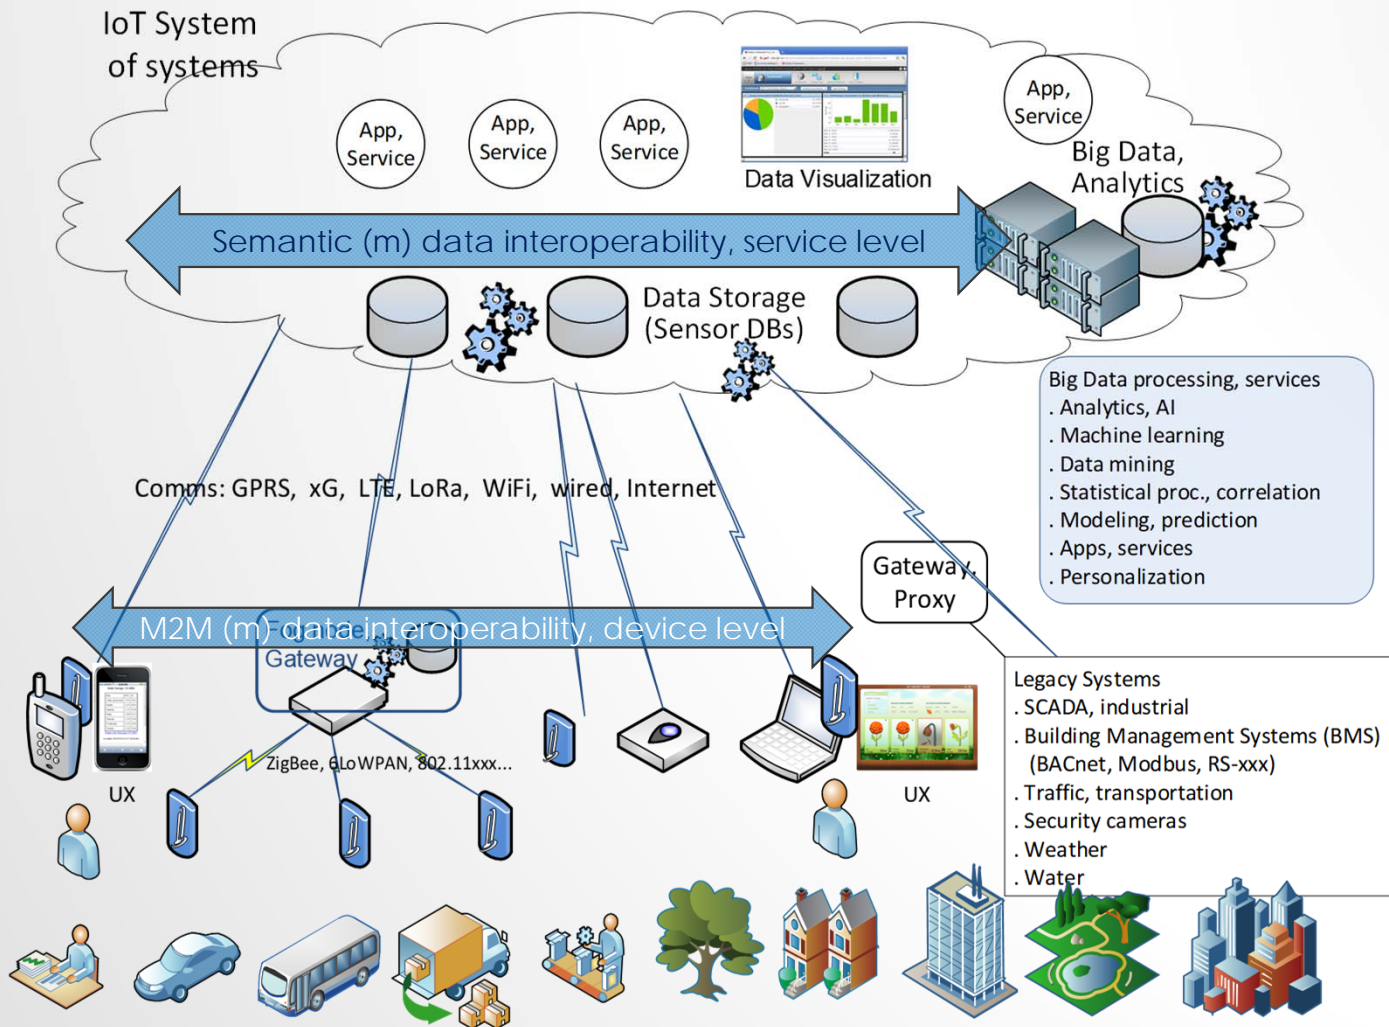 IoT System
of systems
App,
Service
App,
Service
App,
Service
App,
Service
Data Visualization
Big Data,
Analytics
Semantic (m) data interoperability, service level
Data Storage
(Sensor DBs)
Big Data processing, services
. Analytics, AI
. Machine learning
. Data mining
. Statistical proc., correlation
. Modeling, prediction
. Apps, services
. Personalization
Comms: GPRS, xG, LTE, LoRa, WiFi, wired, Internet
Gateway,
Proxy
M2M (m) data interoperability, device level
Gateway
Legacy Systems
. SCADA, industrial
. Building Management Systems (BMS)
(BACnet, Modbus, RS-xxx)
. Traffic, transportation
. Security cameras
. Weather
. Water
ZigBee, 6LoWPAN, 802.11xxx...
UX
UX